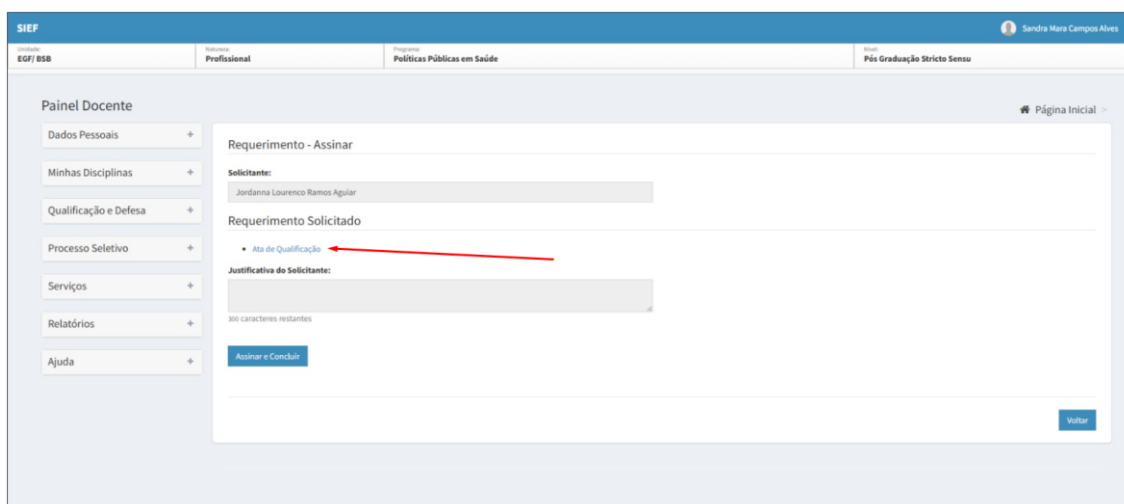 SIEF
Sandra Mara Campos Alves
Unidade: Natureza: Programa: Nível:
EGF/ BSB Profissional Políticas Públicas em Saúde Pós Graduação Stricto Sensu
Painel Docente
Página Inicial >
Dados Pessoais +
Minhas Disciplinas +
Qualificação e Defesa +
Processo Seletivo +
Serviços +
Relatórios +
Ajuda +
Requerimento - Assinar
Solicitante:
Jordanna Lourenco Ramos Aguiar
Requerimento Solicitado
• Ata de Qualificação
Justificativa do Solicitante:
300 caracteres restantes
Assinar e Concluir
Voltar